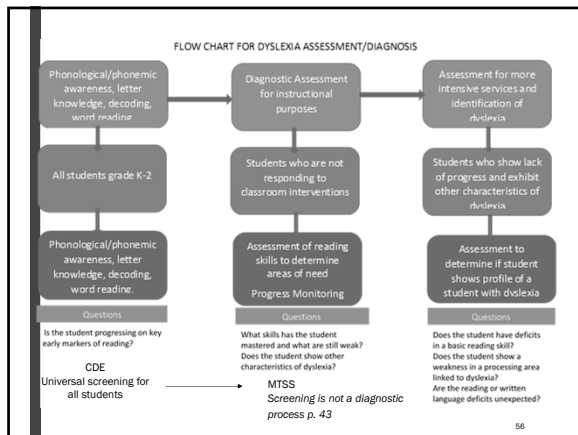 FLOW CHART FOR DYSLEXIA ASSESSMENT/DIAGNOSIS
Phonological/phonemic
awareness, letter
knowledge, decoding,
word reading
Diagnostic Assessment
for instructional
purposes
Assessment for more
intensive services and
identification of
dyslexia
All students grade K-2
Students who are not
responding to
classroom interventions
Students who show lack
of progress and exhibit
other characteristics of
dyslexia
Phonological/phonemic
awareness, letter
knowledge, decoding,
word reading.
Assessment of reading
skills to determine
areas of need
Progress Monitoring
Assessment to
determine if student
shows profile of a
student with dyslexia
Questions
Is the student progressing on key
early markers of reading?
Questions
What skills has the student
mastered and what are still weak?
Does the student show other
characteristics of dyslexia?
Questions
Does the student have deficits
in a basic reading skill?
Does the student show a
weakness in a processing area
linked to dyslexia?
Are the reading or written
language deficits unexpected?
CDE
Universal screening for
all students
MTSS
Screening is not a diagnostic
process p. 43
56